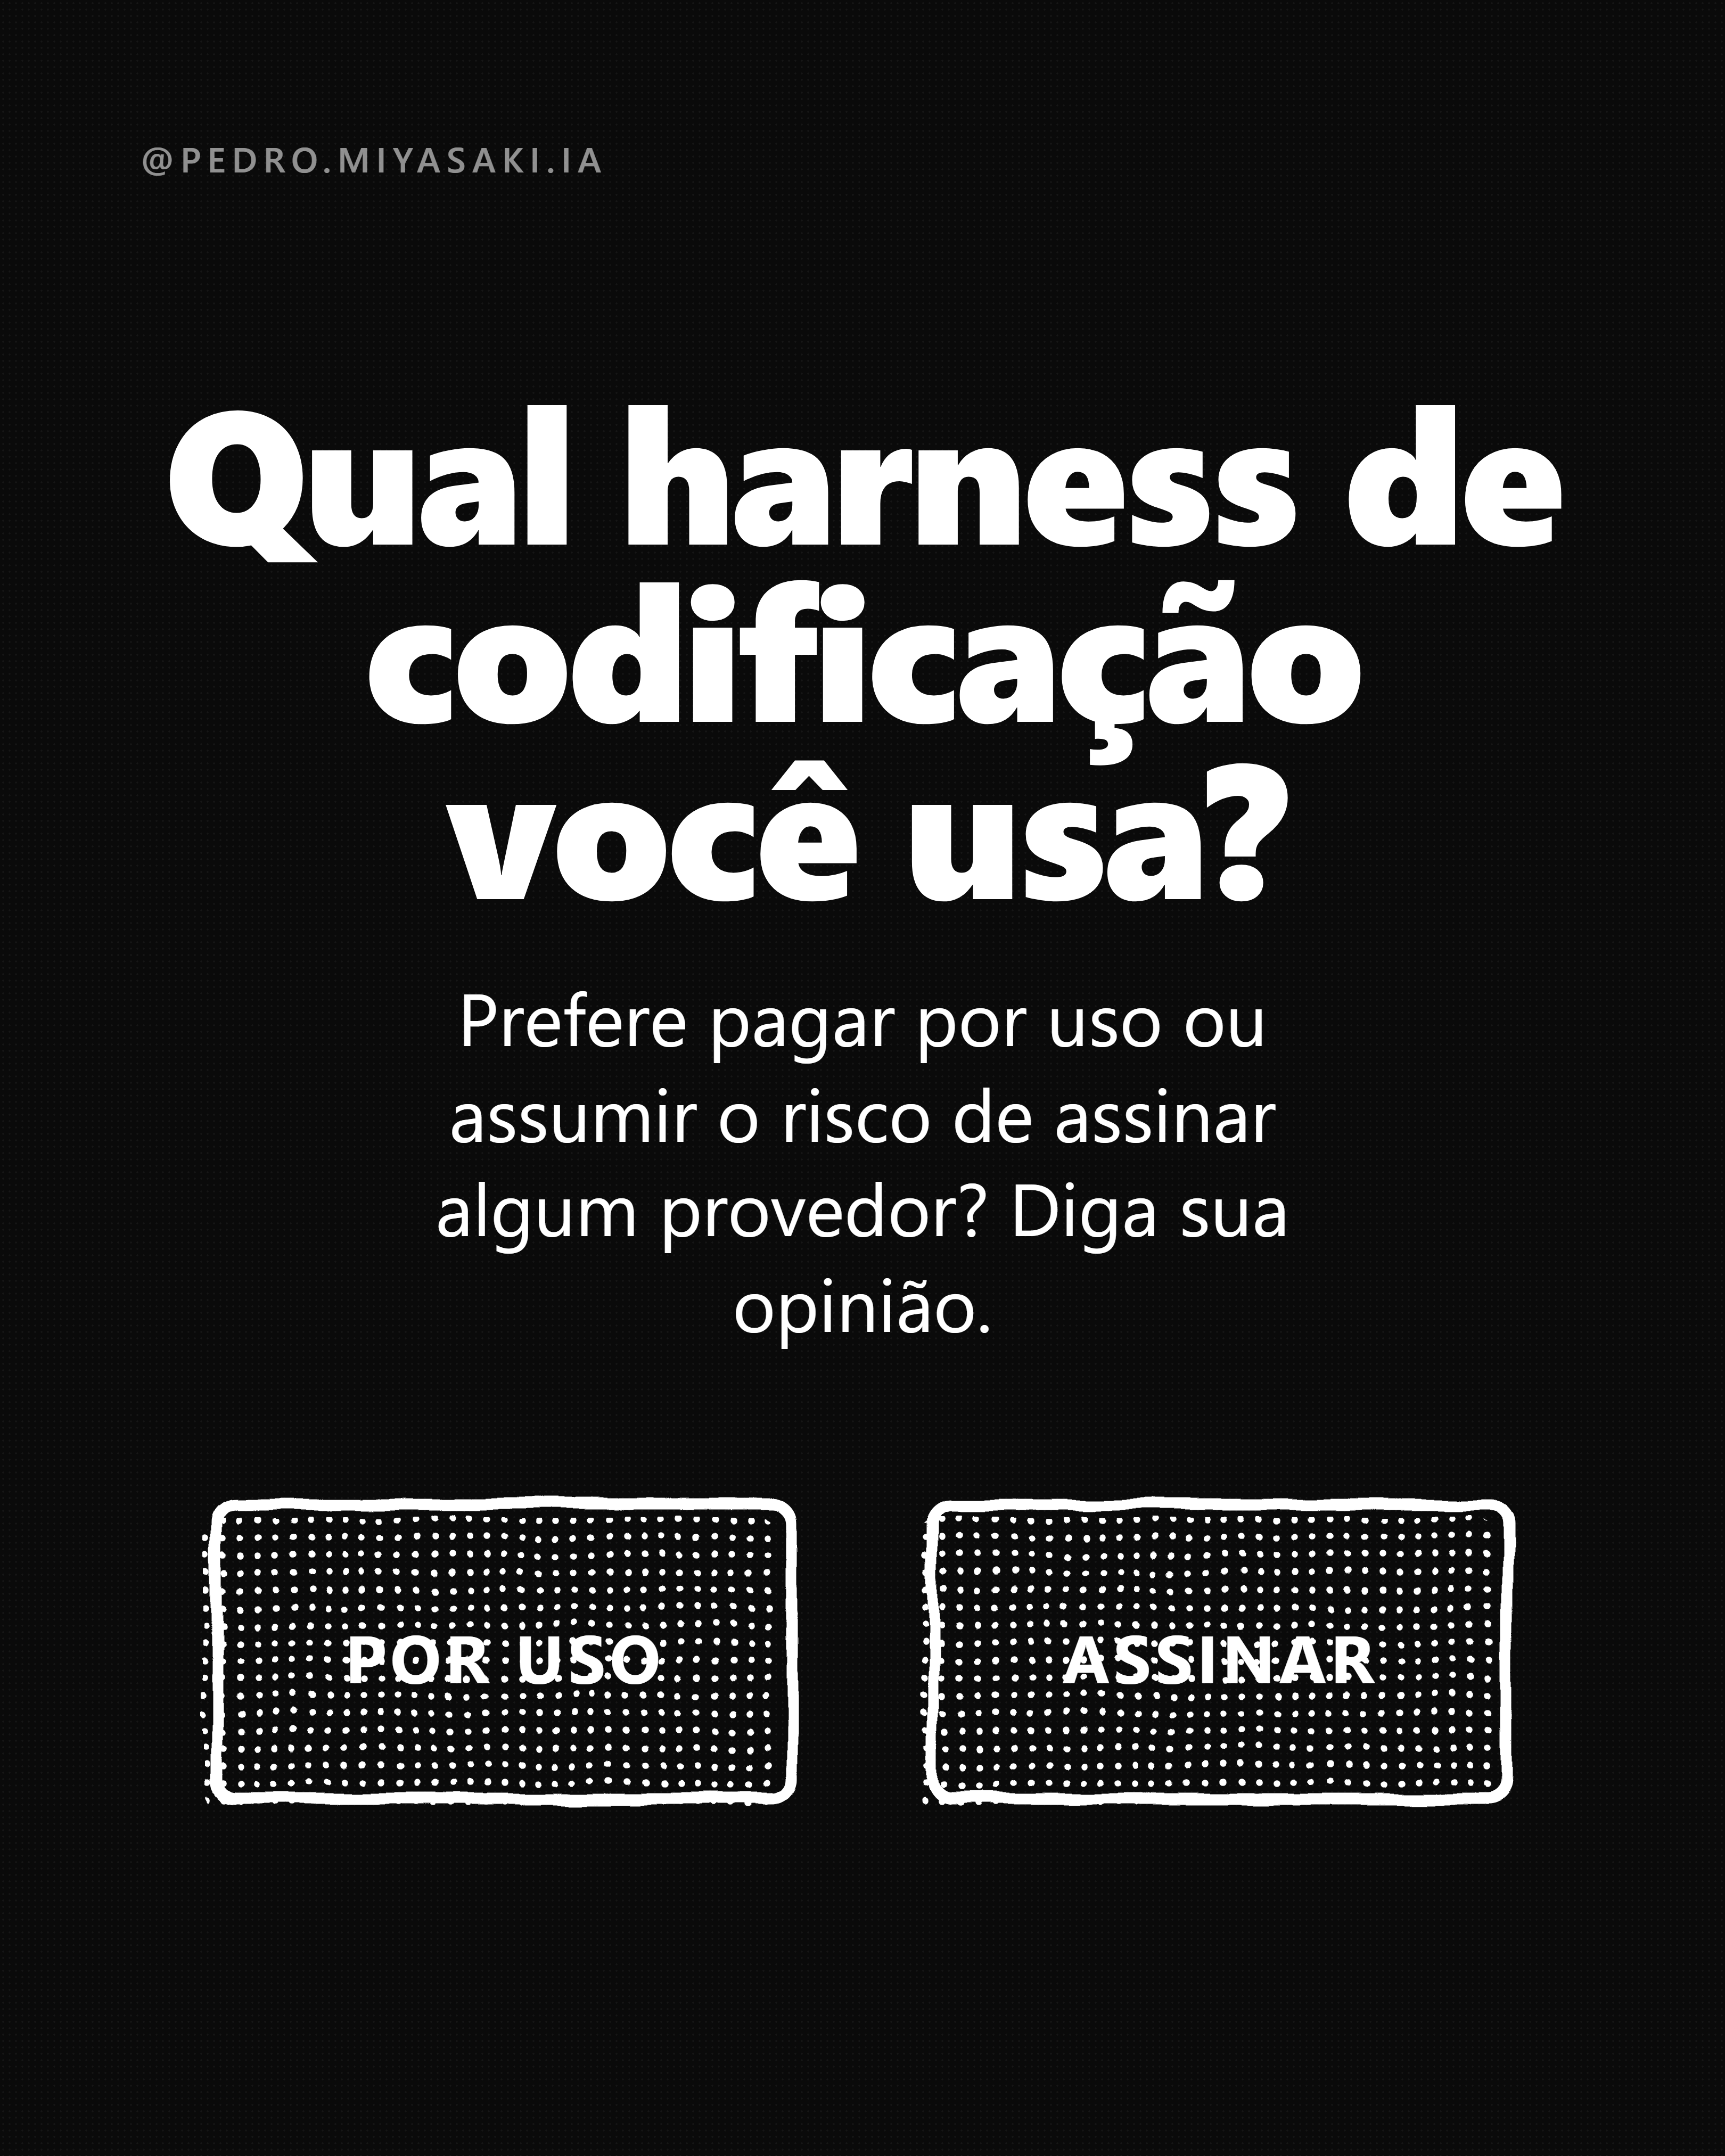 @PEDRO.MIYASAKI.IA
Qual harness de
codificação
você usa?
Prefere pagar por uso ou
assumir o risco de assinar
algum provedor? Diga sua
opinião.
POR USO
ASSINAR